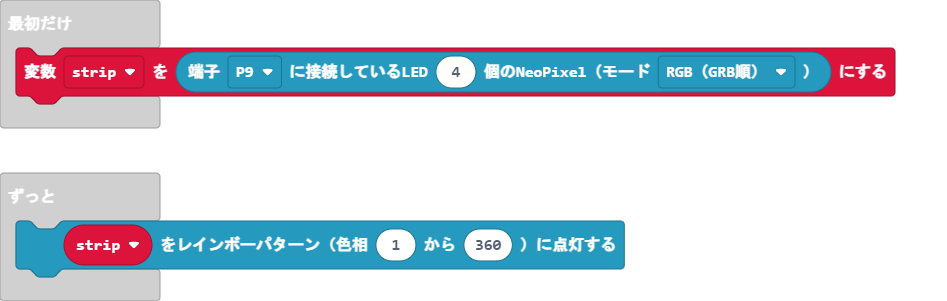 最初だけ
変数 strip を 端子 P9 に接続しているLED 4 個のNeoPixel（モード RGB（GRB順） ） にする
ずっと
strip をレインボーパターン（色相 1 から 360 ）に点灯する